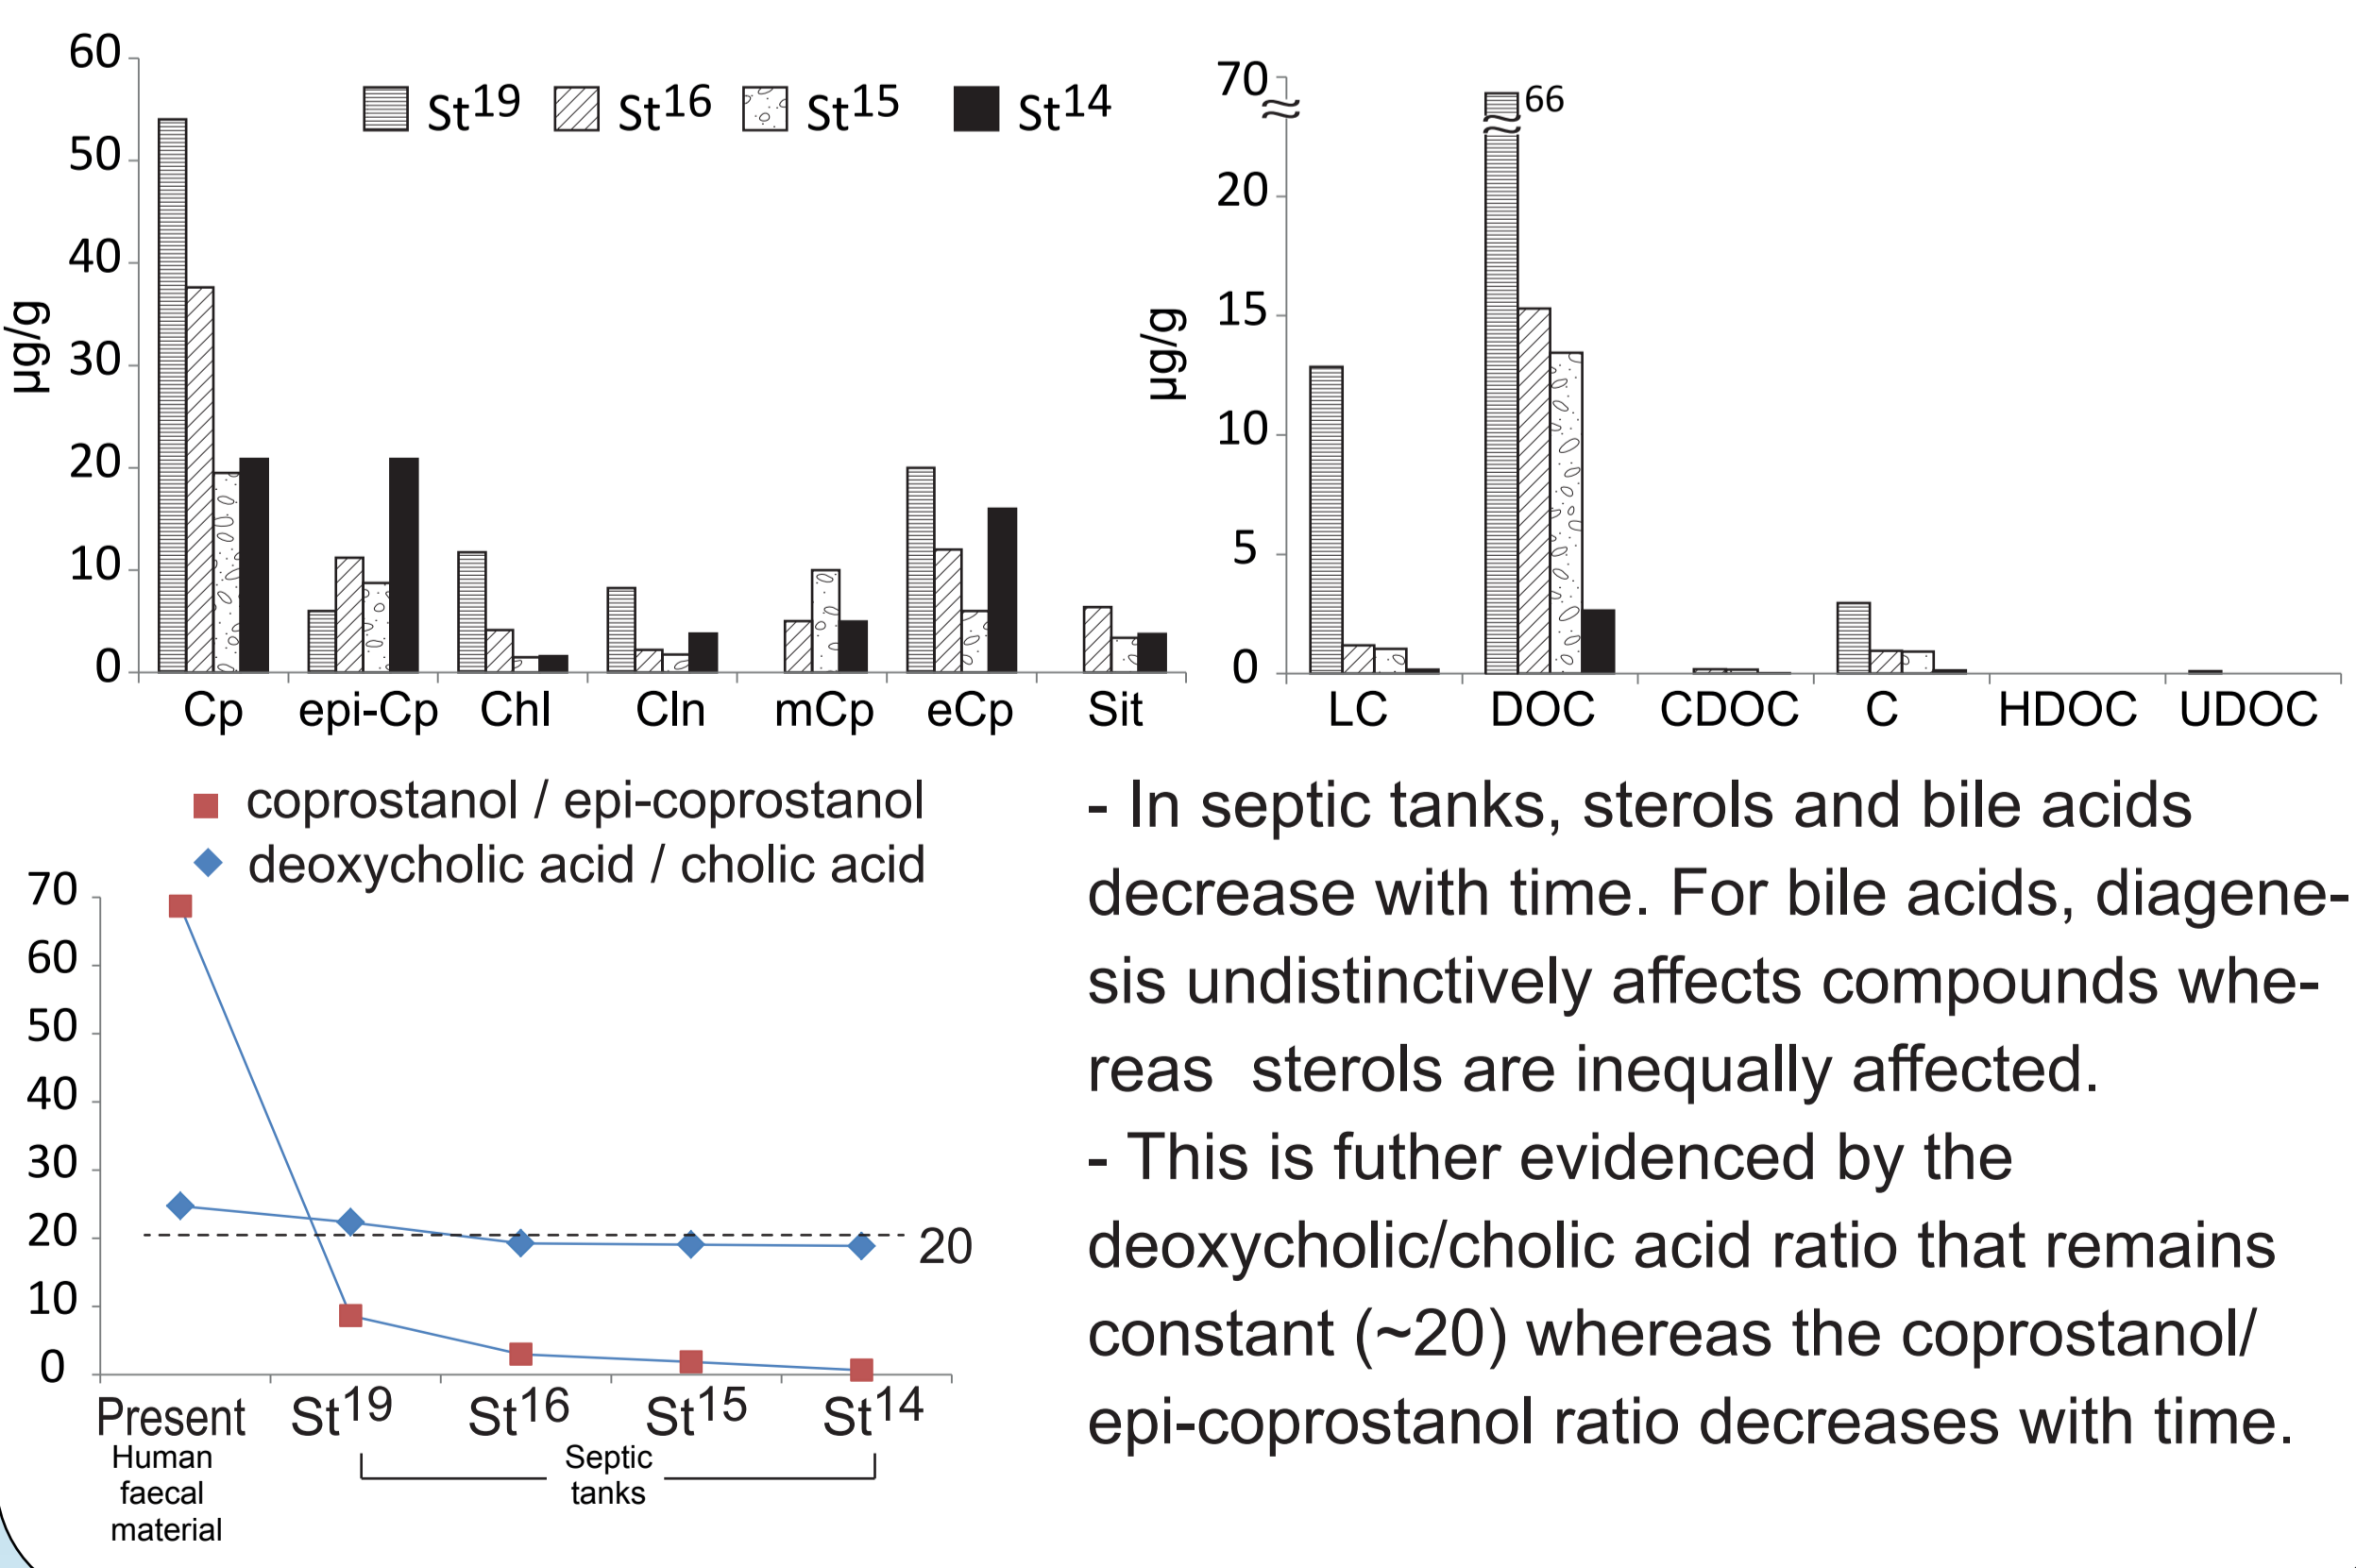 60
50
40
30
20
10
0
µg/g
St19 St16 St15 St14
Cp epi-Cp Chl Cln mCp eCp Sit
70
20
15
10
5
0
µg/g
66
LC DOC CDOC C HDOC UDOC
coprostanol / epi-coprostanol
deoxycholic acid / cholic acid
70
60
50
40
30
20
10
0
20
Present St19 St16 St15 St14
Human
faecal
material
Septic
tanks
- In septic tanks, sterols and bile acids
decrease with time. For bile acids, diagene-
sis undistinctively affects compounds whe-
reas sterols are inequally affected.
- This is futher evidenced by the
deoxycholic/cholic acid ratio that remains
constant (~20) whereas the coprostanol/
epi-coprostanol ratio decreases with time.